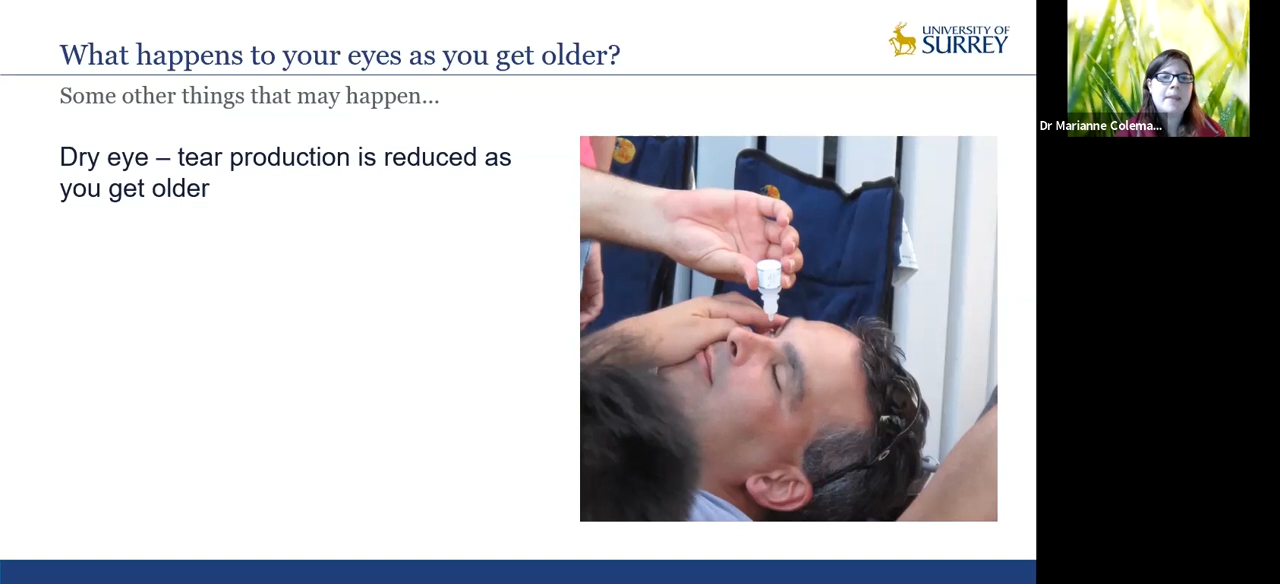 What happens to your eyes as you get older?
UNIVERSITY OF
SURREY
Some other things that may happen...
Dry eye – tear production is reduced as
you get older
Dr Marianne Colema...